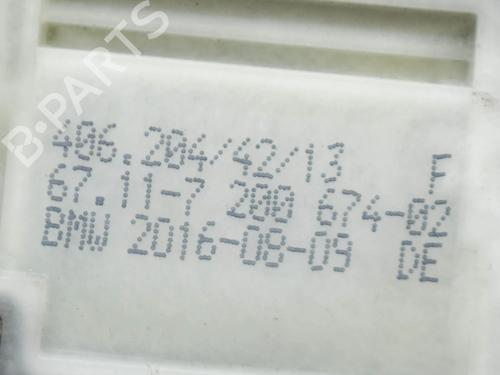 B-PARTS
406.204/42/13 F
67.11-7 200 674-02
BMW 2016-08-09 DE